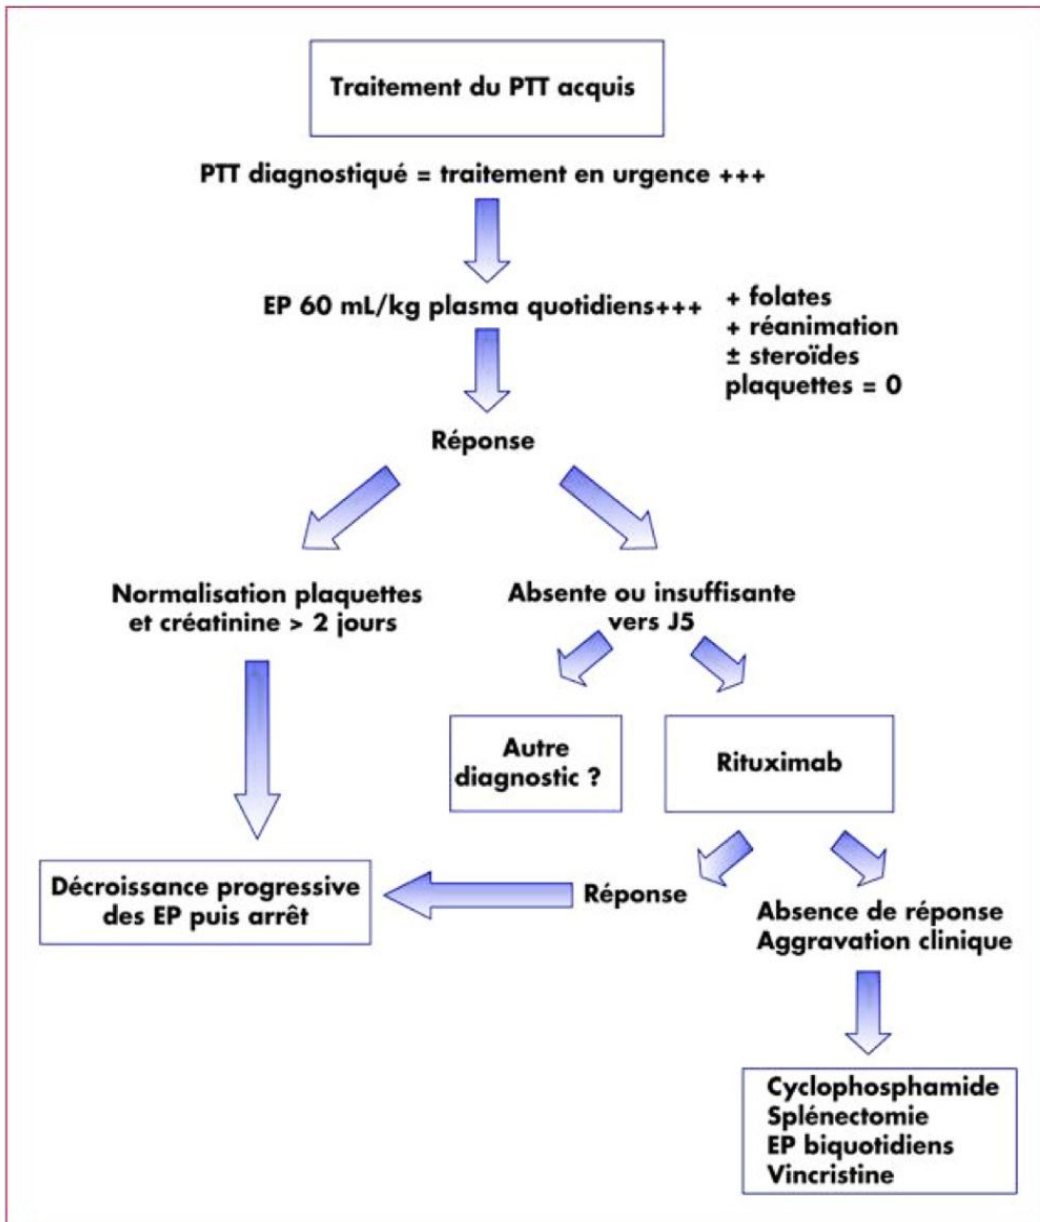 Traitement du PTT acquis
PTT diagnostiqué = traitement en urgence +++
EP 60 mL/kg plasma quotidiens+++
+ folates
+ réanimation
± steroïdes
plaquettes = 0
Réponse
Normalisation plaquettes
et créatinine > 2 jours
Absente ou insuffisante
vers J5
Autre
diagnostic ?
Rituximab
Décroissance progressive
des EP puis arrêt
Réponse
Absence de réponse
Aggravation clinique
Cyclophosphamide
Splénectomie
EP biquotidiens
Vincristine